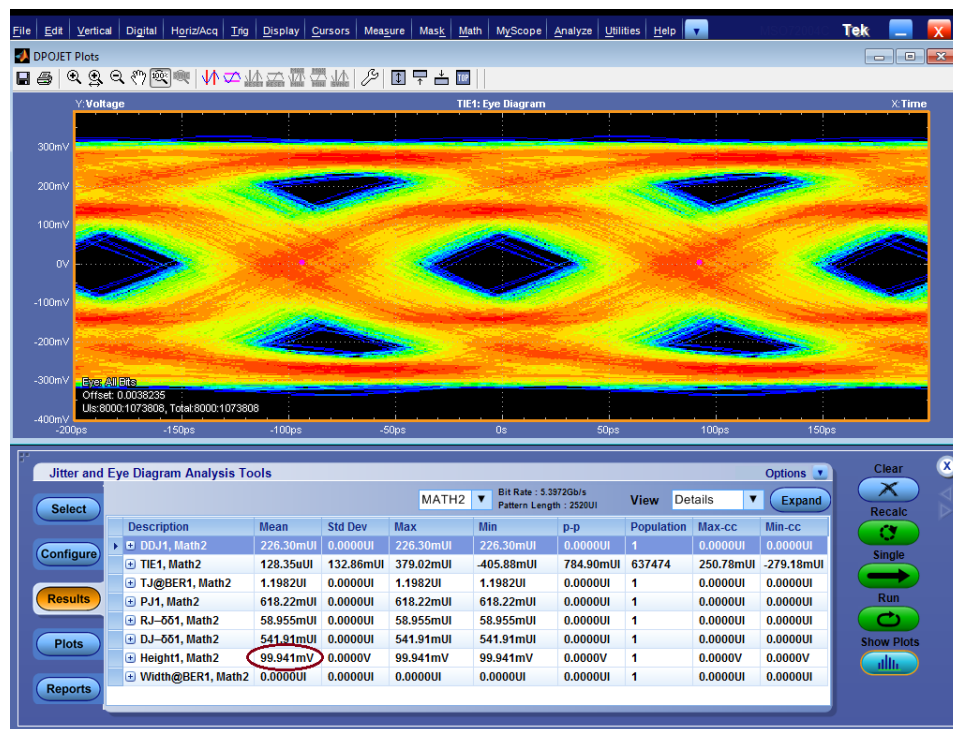 File Edit Vertical Digital Horiz/Acq Trig Display Cursors Measure Mask Math MyScope Analyze Utilities Help Tek X
DPOJET Plots
100% TOP
Y:Voltage TIE1: Eye Diagram X:Time
300mV
200mV
100mV
0V
-100mV
-200mV
-300mV
-400mV
Eye: All Bits
Offset: 0.0038235
UIs:8000:1073808, Total:8000:1073808
-200ps -150ps -100ps -50ps 0s 50ps 100ps 150ps
Jitter and Eye Diagram Analysis Tools Options
MATH2 Bit Rate : 5.3972Gb/s
Pattern Length : 2520UI
View Details Expand
Description Mean Std Dev Max Min p-p Population Max-cc Min-cc
DDJ1, Math2 226.30mUI 0.0000UI 226.30mUI 226.30mUI 0.0000UI 1 0.0000UI 0.0000UI
TIE1, Math2 128.35uUI 132.86mUI 379.02mUI -405.88mUI 784.90mUI 637474 250.78mUI -279.18mUI
TJ@BER1, Math2 1.1982UI 0.0000UI 1.1982UI 1.1982UI 0.0000UI 1 0.0000UI 0.0000UI
PJ1, Math2 618.22mUI 0.0000UI 618.22mUI 618.22mUI 0.0000UI 1 0.0000UI 0.0000UI
RJ–δδ1, Math2 58.955mUI 0.0000UI 58.955mUI 58.955mUI 0.0000UI 1 0.0000UI 0.0000UI
DJ–δδ1, Math2 541.91mUI 0.0000UI 541.91mUI 541.91mUI 0.0000UI 1 0.0000UI 0.0000UI
Height1, Math2 99.941mV 0.0000V 99.941mV 99.941mV 0.0000V 1 0.0000V 0.0000V
Width@BER1, Math2 0.0000UI 0.0000UI 0.0000UI 0.0000UI 0.0000UI 1 0.0000UI 0.0000UI
Select
Configure
Results
Plots
Reports
Clear
X
Recalc
Single
Run
Show Plots